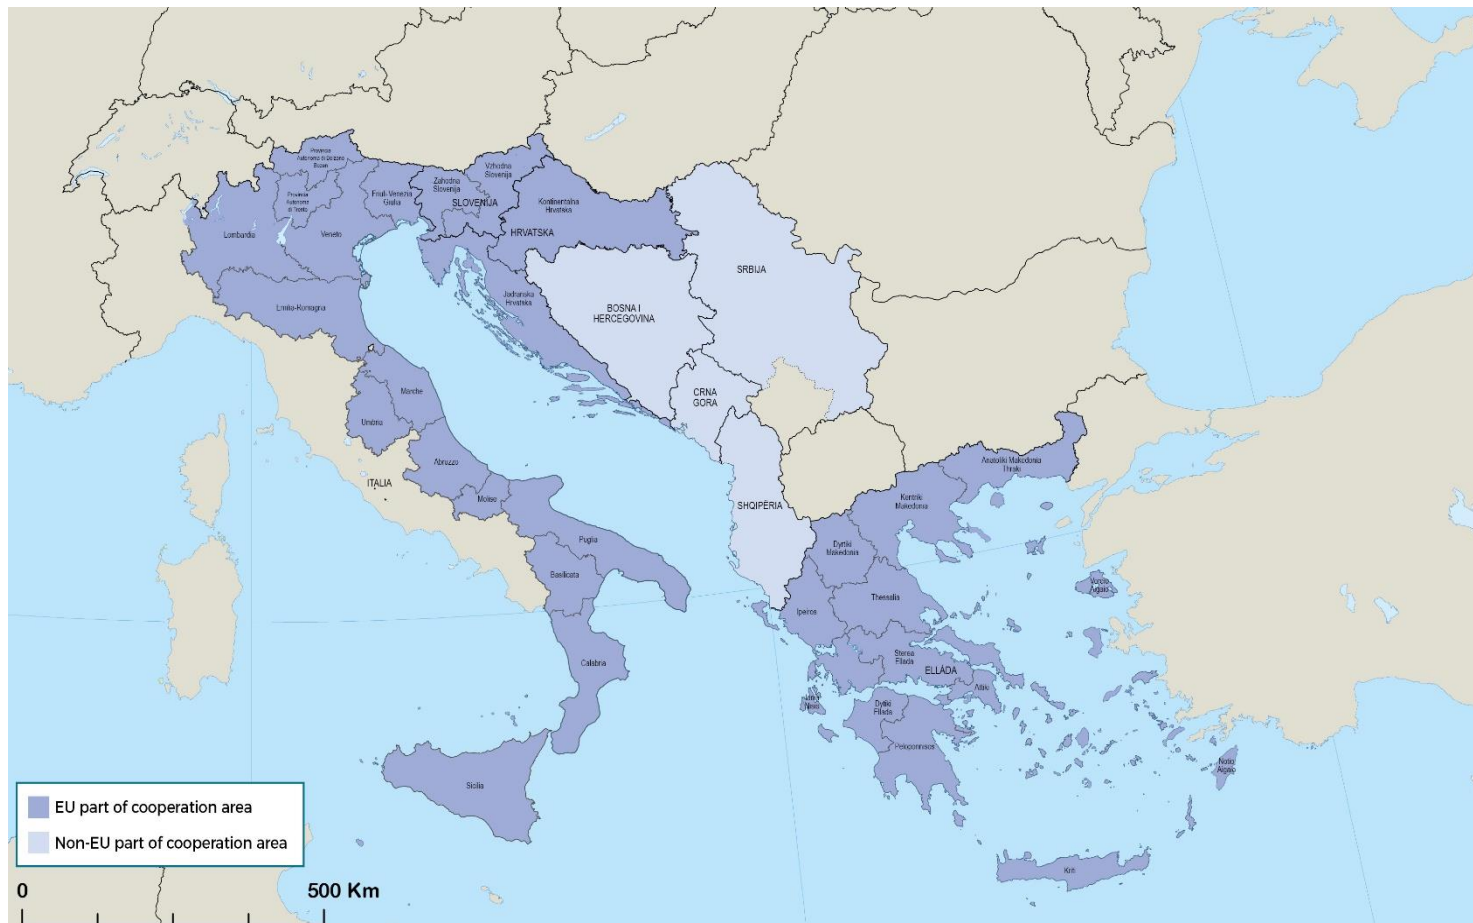 Provincia
Autonoma di Bolzano
Bozen
Provincia
Autonoma
di Trento
Friuli-Venezia
Giulia
Zahodna
Slovenija
Vzhodna
Slovenija
SLOVENIJA
Kontinentalna
Hrvatska
HRVATSKA
Lombardia
Veneto
Emilia-Romagna
Jadranska
Hrvatska
SRBIJA
BOSNA I
HERCEGOVINA
Marche
Umbria
CRNA
GORA
Abruzzo
ITALIA
Molise
SHQIPËRIA
Anatoliki Makedonia
Thraki
Kentriki
Makedonia
Puglia
Dytiki
Makedonia
Basilicata
Ipeiros
Thessalia
Voreio
Aigaio
Calabria
Sterea
Ellada
ELLÁDA
Attiki
Ionia
Nisia
Dytiki
Ellada
Peloponnisos
Notio
Aigaio
Sicilia
Kriti
EU part of cooperation area
Non-EU part of cooperation area
0
500 Km